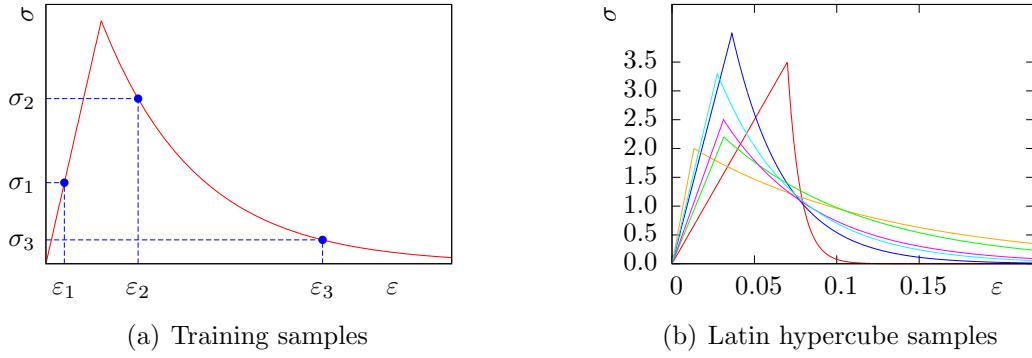 σ
σ₂
σ₁
σ₃
ε₁ ε₂ ε₃ ε
(a) Training samples
σ
3.5
3.0
2.5
2.0
1.5
1.0
0.5
0.0
0 0.05 0.1 0.15 ε
(b) Latin hypercube samples